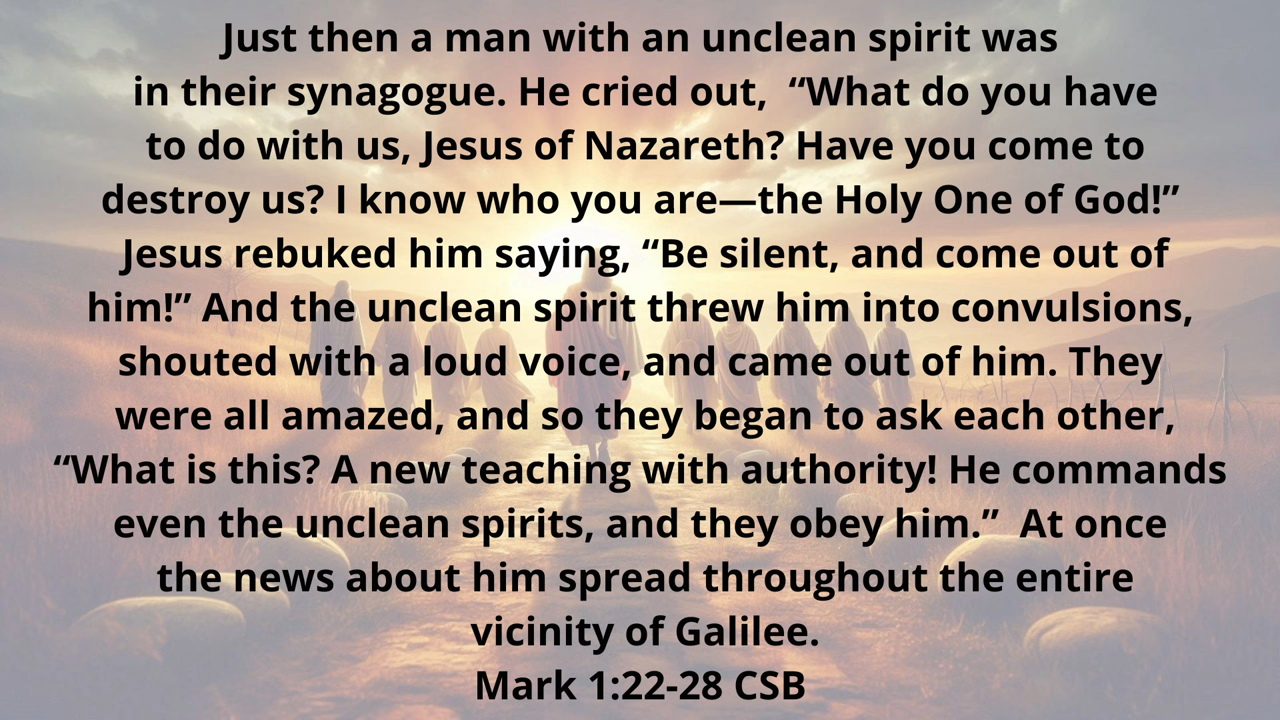 Just then a man with an unclean spirit was
in their synagogue. He cried out,  “What do you have
to do with us, Jesus of Nazareth? Have you come to
destroy us? I know who you are—the Holy One of God!”
Jesus rebuked him saying, “Be silent, and come out of
him!” And the unclean spirit threw him into convulsions,
shouted with a loud voice, and came out of him. They
were all amazed, and so they began to ask each other,
“What is this? A new teaching with authority! He commands
even the unclean spirits, and they obey him.”  At once
the news about him spread throughout the entire
vicinity of Galilee.
Mark 1:22-28 CSB